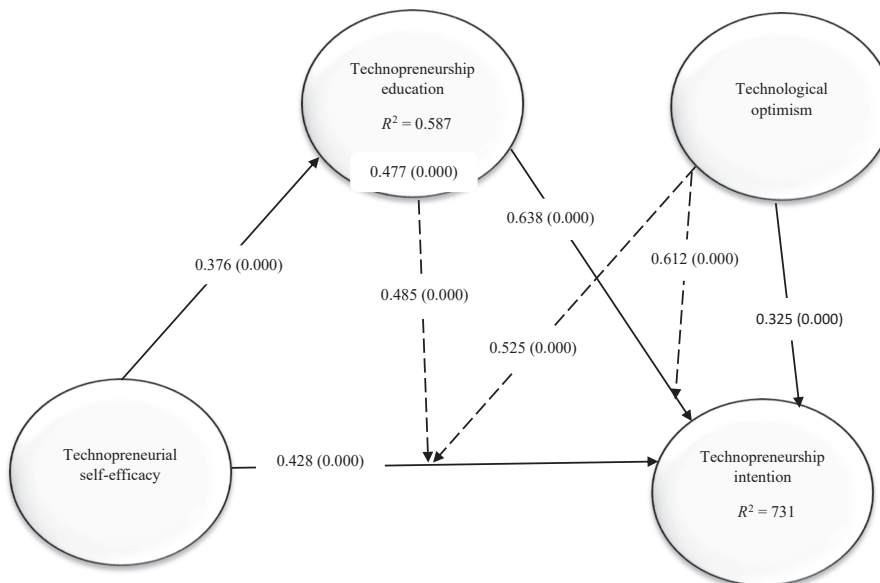 Technopreneurship
education
R² = 0.587
0.477 (0.000)
Technological
optimism
0.638 (0.000)
0.612 (0.000)
0.376 (0.000)
0.485 (0.000)
0.325 (0.000)
0.525 (0.000)
Technopreneurial
self-efficacy
0.428 (0.000)
Technopreneurship
intention
R² = 731